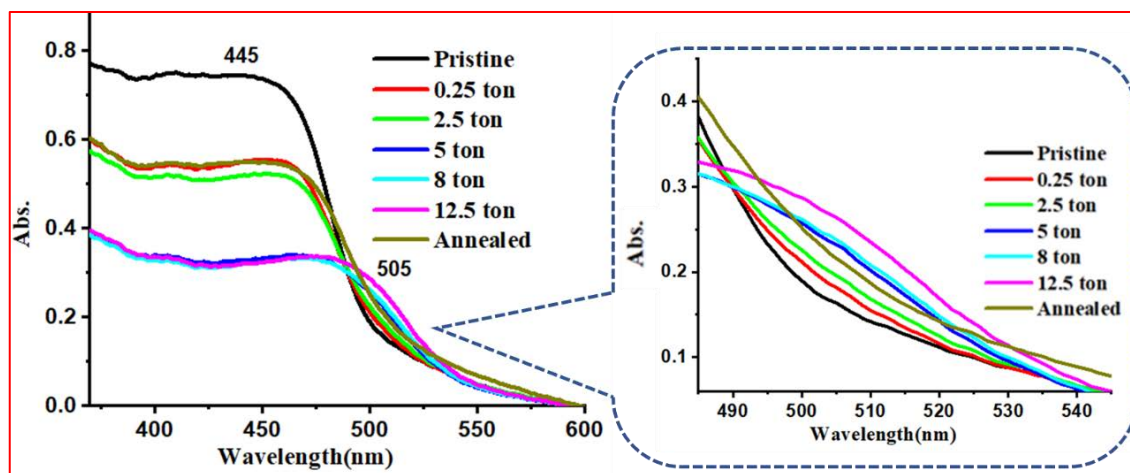 0.8
0.6
0.4
0.2
0.0
Abs.
445
505
Pristine
0.25 ton
2.5 ton
5 ton
8 ton
12.5 ton
Annealed
400 450 500 550 600
Wavelength(nm)
0.4
0.3
0.2
0.1
Abs.
Pristine
0.25 ton
2.5 ton
5 ton
8 ton
12.5 ton
Annealed
490 500 510 520 530 540
Wavelength(nm)